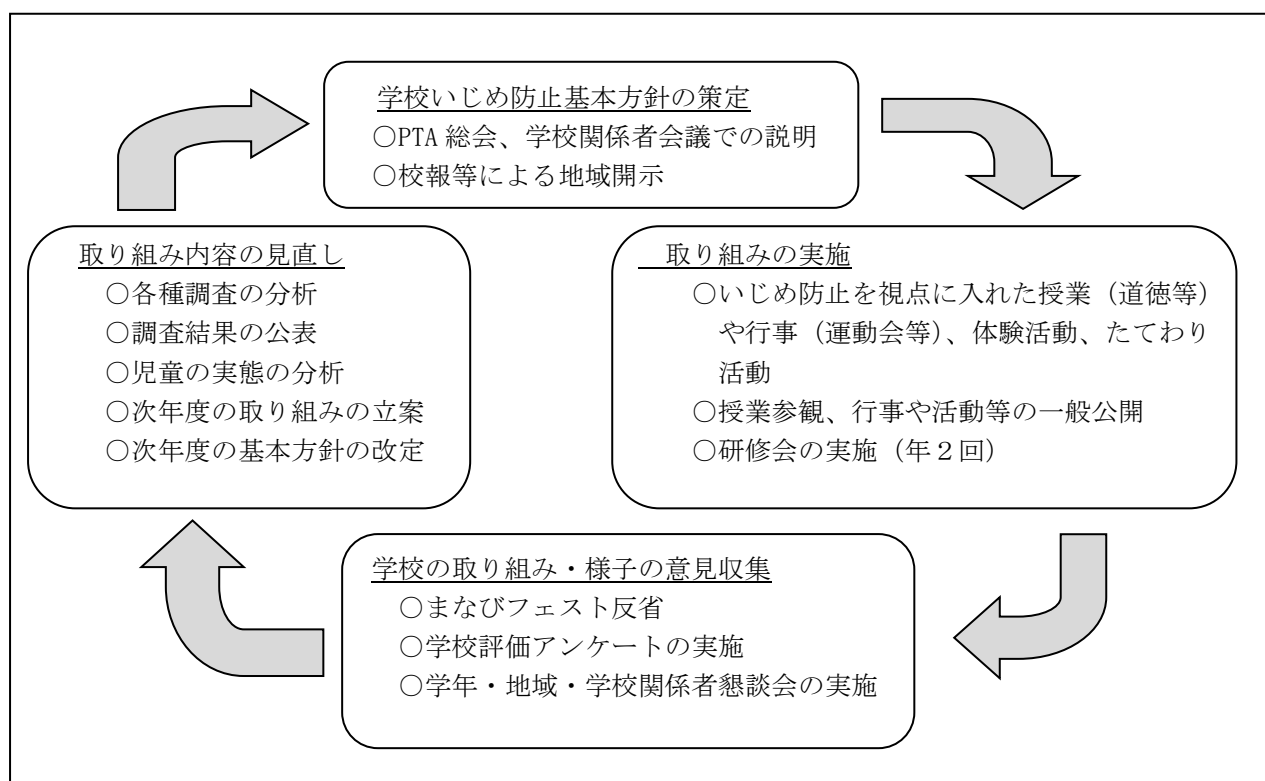 学校いじめ防止基本方針の策定
○PTA 総会、学校関係者会議での説明
○校報等による地域開示
取り組みの実施
○いじめ防止を視点に入れた授業（道徳等）
や行事（運動会等）、体験活動、たてわり
活動
○授業参観、行事や活動等の一般公開
○研修会の実施（年２回）
学校の取り組み・様子の意見収集
○まなびフェスト反省
○学校評価アンケートの実施
○学年・地域・学校関係者懇談会の実施
取り組み内容の見直し
○各種調査の分析
○調査結果の公表
○児童の実態の分析
○次年度の取り組みの立案
○次年度の基本方針の改定